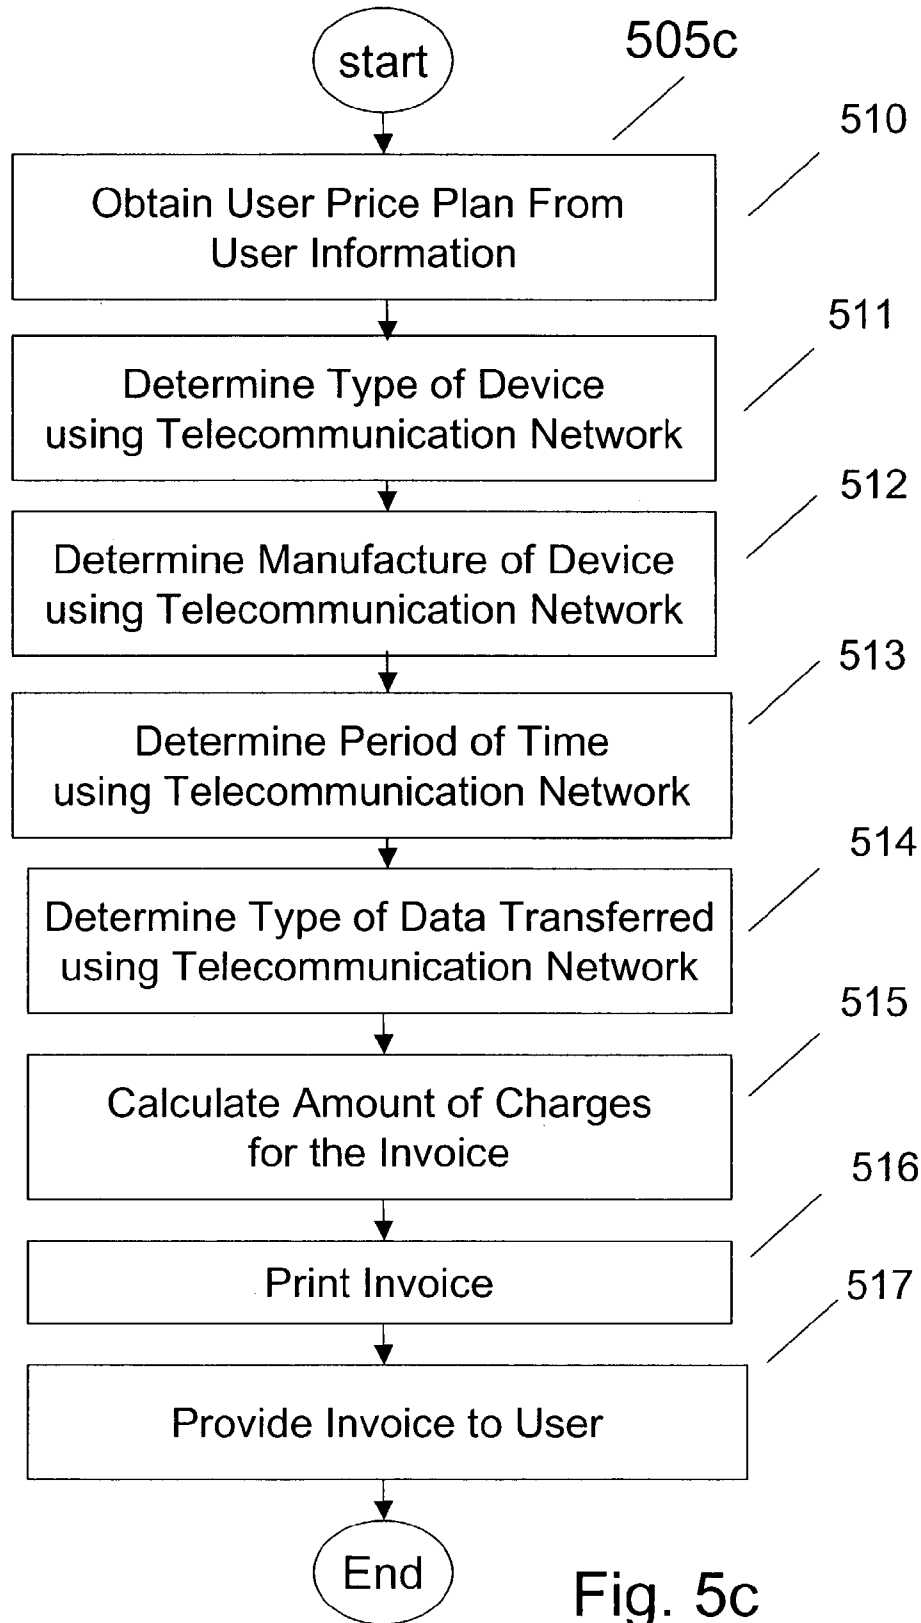 start
505c
510
Obtain User Price Plan From
User Information
511
Determine Type of Device
using Telecommunication Network
512
Determine Manufacture of Device
using Telecommunication Network
513
Determine Period of Time
using Telecommunication Network
514
Determine Type of Data Transferred
using Telecommunication Network
515
Calculate Amount of Charges
for the Invoice
516
Print Invoice
517
Provide Invoice to User
End
Fig. 5c